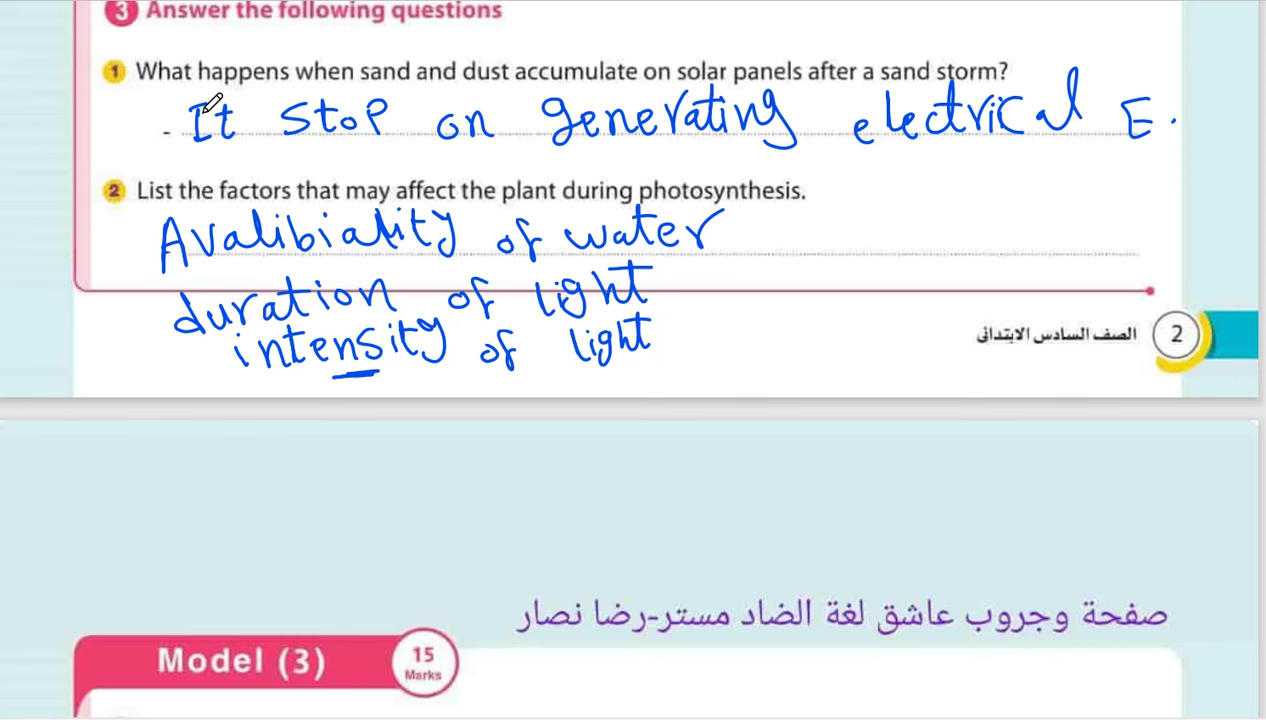 3 Answer the following questions
1 What happens when sand and dust accumulate on solar panels after a sand storm?
- It stop on generating electrical E.
2 List the factors that may affect the plant during photosynthesis.
Avalibiality of water
duration of light
intensity of light
الصف السادس الابتدائى 2
صفحة وجروب عاشق لغة الضاد مستر-رضا نصار
Model (3) 15 Marks